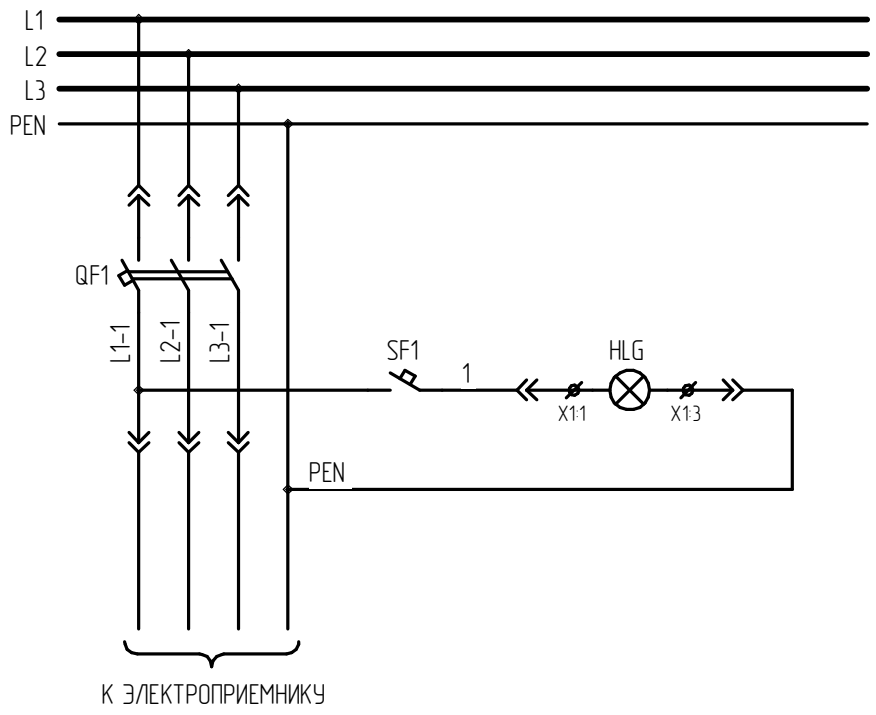 L1
L2
L3
PEN
QF1
L1-1
L2-1
L3-1
SF1
1
HLG
X1:1
X1:3
PEN
К ЭЛЕКТРОПРИЕМНИКУ